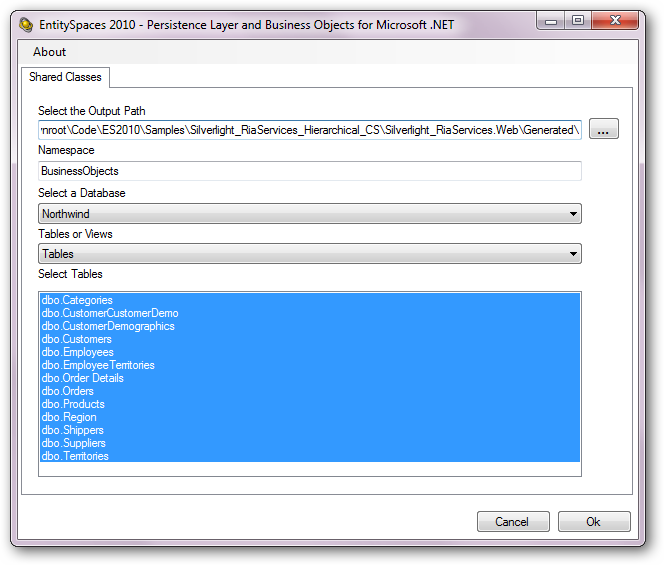 EntitySpaces 2010 - Persistence Layer and Business Objects for Microsoft .NET
About
Shared Classes
Select the Output Path
nroot\Code\ES2010\Samples\Silverlight_RiaServices_Hierarchical_CS\Silverlight_RiaServices.Web\Generated\
...
Namespace
BusinessObjects
Select a Database
Northwind
Tables or Views
Tables
Select Tables
dbo.Categories
dbo.CustomerCustomerDemo
dbo.CustomerDemographics
dbo.Customers
dbo.Employees
dbo.EmployeeTerritories
dbo.Order Details
dbo.Orders
dbo.Products
dbo.Region
dbo.Shippers
dbo.Suppliers
dbo.Territories
Cancel
Ok